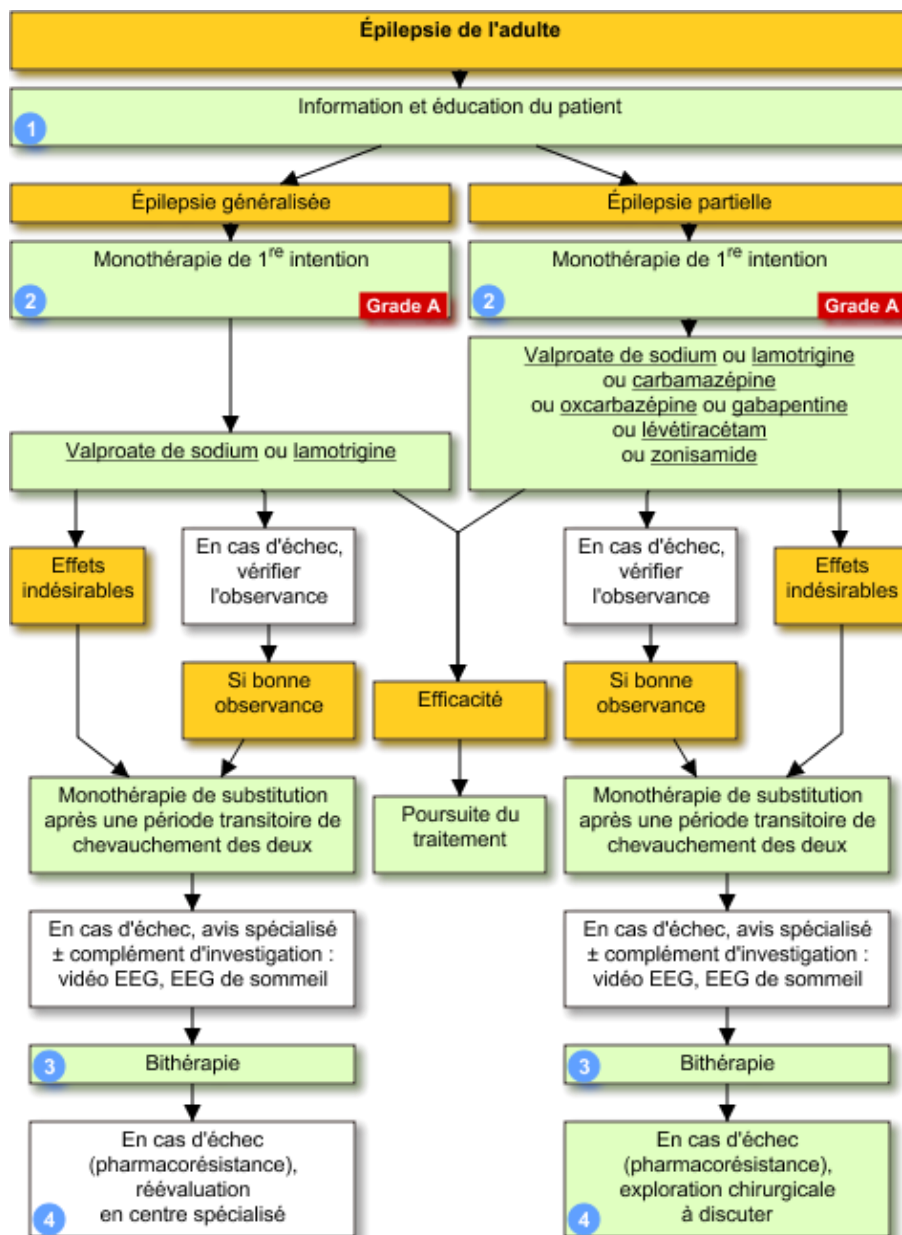 Épilepsie de l'adulte
Information et éducation du patient
1
Épilepsie généralisée
Épilepsie partielle
Monothérapie de 1re intention
2
Grade A
Monothérapie de 1re intention
2
Grade A
Valproate de sodium ou lamotrigine
ou carbamazépine
ou oxcarbazépine ou gabapentine
ou lévétiracétam
ou zonisamide
Valproate de sodium ou lamotrigine
Effets
indésirables
En cas d'échec,
vérifier
l'observance
En cas d'échec,
vérifier
l'observance
Effets
indésirables
Si bonne
observance
Efficacité
Si bonne
observance
Monothérapie de substitution
après une période transitoire de
chevauchement des deux
Poursuite du
traitement
Monothérapie de substitution
après une période transitoire de
chevauchement des deux
En cas d'échec, avis spécialisé
± complément d'investigation :
vidéo EEG, EEG de sommeil
En cas d'échec, avis spécialisé
± complément d'investigation :
vidéo EEG, EEG de sommeil
3
Bithérapie
3
Bithérapie
En cas d'échec
(pharmacorésistance),
réévaluation
en centre spécialisé
4
En cas d'échec
(pharmacorésistance),
exploration chirurgicale
à discuter
4